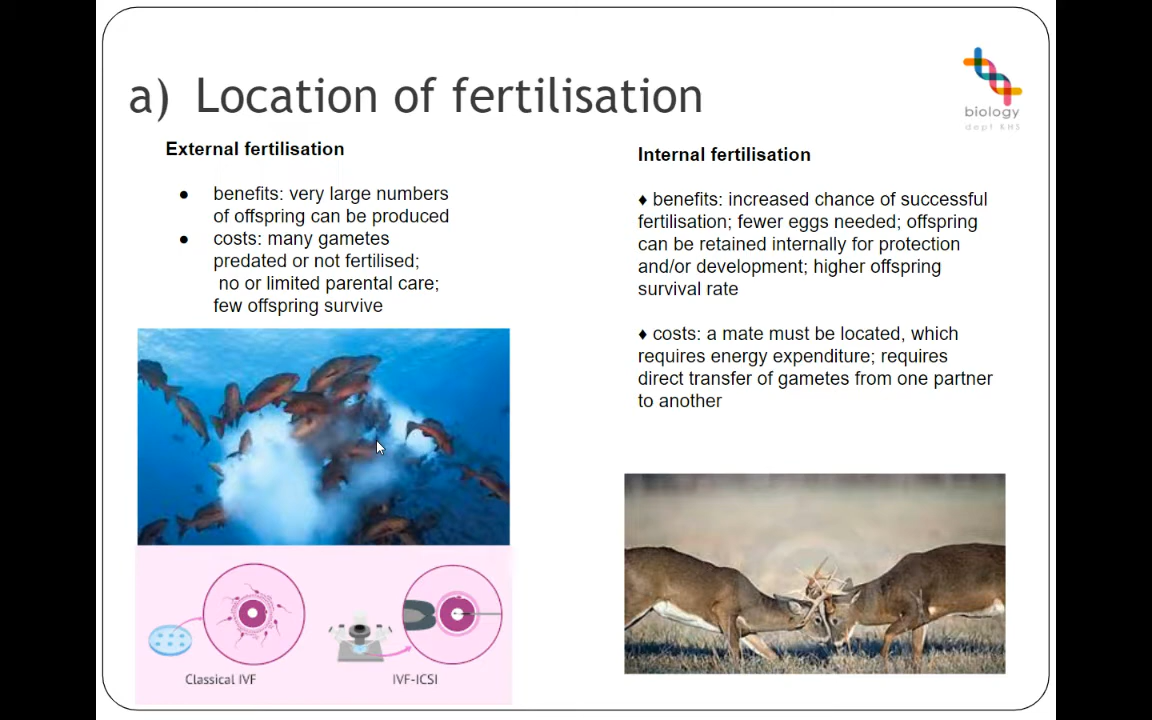 a) Location of fertilisation
biology
dept KHS
External fertilisation
● benefits: very large numbers
of offspring can be produced
● costs: many gametes
predated or not fertilised;
no or limited parental care;
few offspring survive
Internal fertilisation
♦ benefits: increased chance of successful
fertilisation; fewer eggs needed; offspring
can be retained internally for protection
and/or development; higher offspring
survival rate
♦ costs: a mate must be located, which
requires energy expenditure; requires
direct transfer of gametes from one partner
to another
Classical IVF
IVF-ICSI